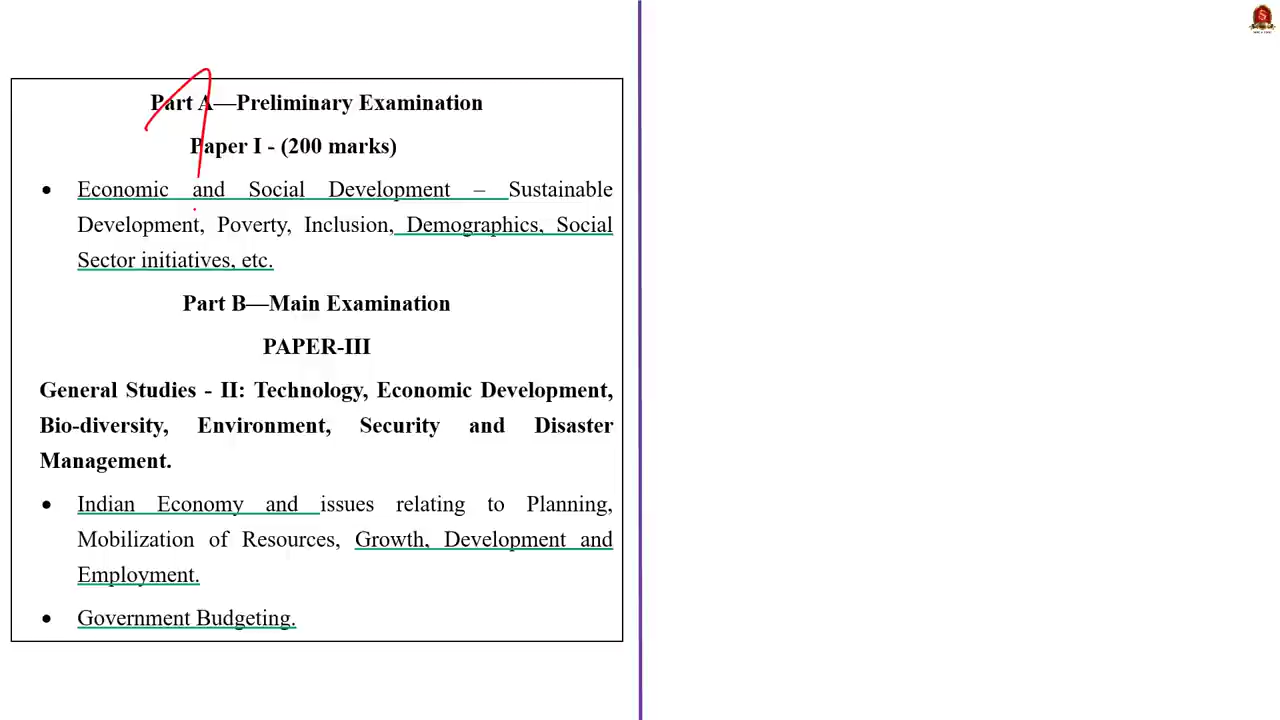 Part A—Preliminary Examination
Paper I - (200 marks)
• Economic and Social Development – Sustainable
Development, Poverty, Inclusion, Demographics, Social
Sector initiatives, etc.
Part B—Main Examination
PAPER-III
General Studies - II: Technology, Economic Development,
Bio-diversity, Environment, Security and Disaster
Management.
• Indian Economy and issues relating to Planning,
Mobilization of Resources, Growth, Development and
Employment.
• Government Budgeting.